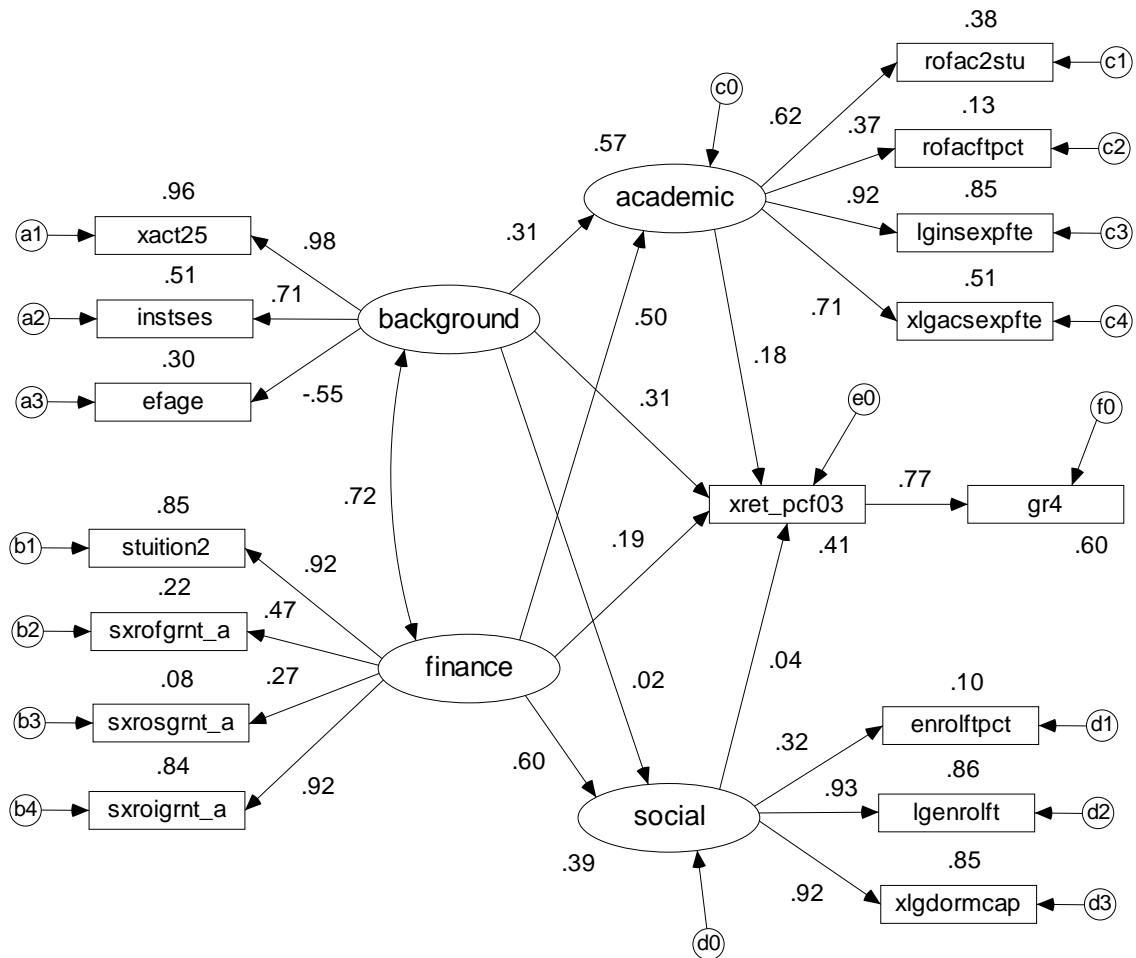 .38
rofac2stu
c1
c0
.62
.13
.37
.57
rofacftpct
c2
academic
.96
.92
.85
a1
xact25
.98
.31
lginsexpfte
c3
.51
.71
.51
a2
instses
background
.50
.71
xlgacsexpfte
c4
.30
.18
a3
efage
-.55
.31
e0
f0
.72
.77
.85
xret_pcf03
gr4
b1
stuition2
.92
.19
.41
.60
.22
.47
b2
sxrofgrnt_a
finance
.04
.08
.27
.02
.10
b3
sxrosgrnt_a
enrolftpct
d1
.84
.60
.32
.86
.93
b4
sxroigrnt_a
.92
social
lgenrolft
d2
.39
.85
.92
xlgdormcap
d3
d0